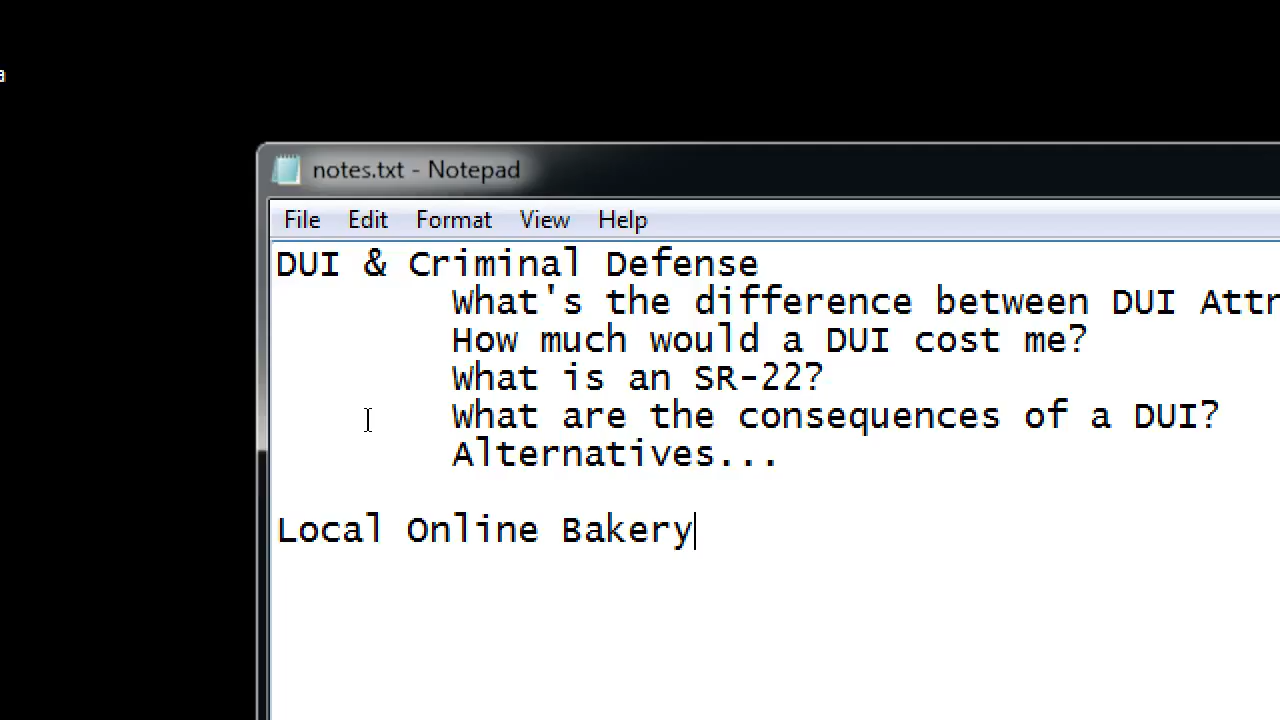 notes.txt - Notepad
File Edit Format View Help
DUI & Criminal Defense
What's the difference between DUI
How much would a DUI cost me?
What is an SR-22?
What are the consequences of a DUI?
Alternatives...
Local Online Bakery